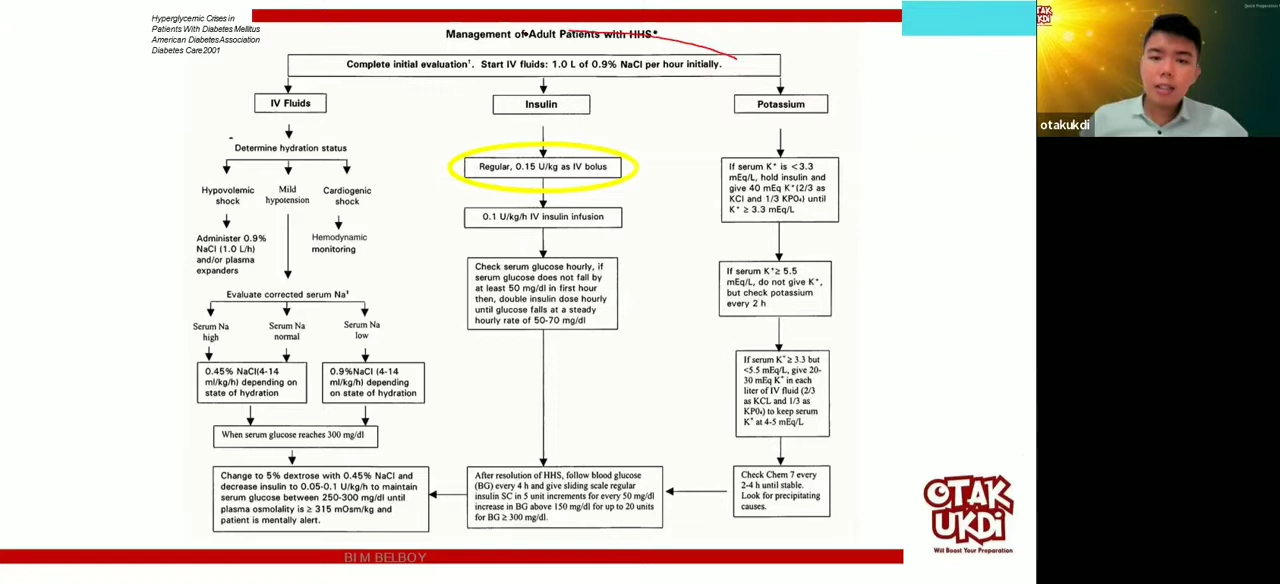 Hyperglycemic Crises in
Patients With Diabetes Mellitus
American Diabetes Association
Diabetes Care 2001
Management of Adult Patients with HHS*
Complete initial evaluation†. Start IV fluids: 1.0 L of 0.9% NaCl per hour initially.
IV Fluids
Determine hydration status
Hypovolemic
shock
Mild
hypotension
Cardiogenic
shock
Administer 0.9%
NaCl (1.0 L/h)
and/or plasma
expanders
Hemodynamic
monitoring
Evaluate corrected serum Na‡
Serum Na
high
Serum Na
normal
Serum Na
low
0.45% NaCl(4-14
ml/kg/h) depending on
state of hydration
0.9%NaCl (4-14
ml/kg/h) depending
on state of hydration
When serum glucose reaches 300 mg/dl
Change to 5% dextrose with 0.45% NaCl and
decrease insulin to 0.05-0.1 U/kg/h to maintain
serum glucose between 250-300 mg/dl until
plasma osmolality is ≥ 315 mOsm/kg and
patient is mentally alert.
Insulin
Regular, 0.15 U/kg as IV bolus
0.1 U/kg/h IV insulin infusion
Check serum glucose hourly, if
serum glucose does not fall by
at least 50 mg/dl in first hour
then, double insulin dose hourly
until glucose falls at a steady
hourly rate of 50-70 mg/dl
After resolution of HHS, follow blood glucose
(BG) every 4 h and give sliding scale regular
insulin SC in 5 unit increments for every 50 mg/dl
increase in BG above 150 mg/dl for up to 20 units
for BG ≥ 300 mg/dl.
Potassium
If serum K⁺ is <3.3
mEq/L, hold insulin and
give 40 mEq K⁺(2/3 as
KCl and 1/3 KPO₄) until
K⁺ ≥ 3.3 mEq/L
If serum K⁺≥ 5.5
mEq/L, do not give K⁺,
but check potassium
every 2 h
If serum K⁺≥ 3.3 but
<5.5 mEq/L, give 20-
30 mEq K⁺ in each
liter of IV fluid (2/3
as KCL and 1/3 as
KPO₄) to keep serum
K⁺ at 4-5 mEq/L
Check Chem 7 every
2-4 h until stable.
Look for precipitating
causes.
BIM BELBOY
OTAK
UKDI
Will Boost Your Preparation
OTAK
UKDI
otakukdi